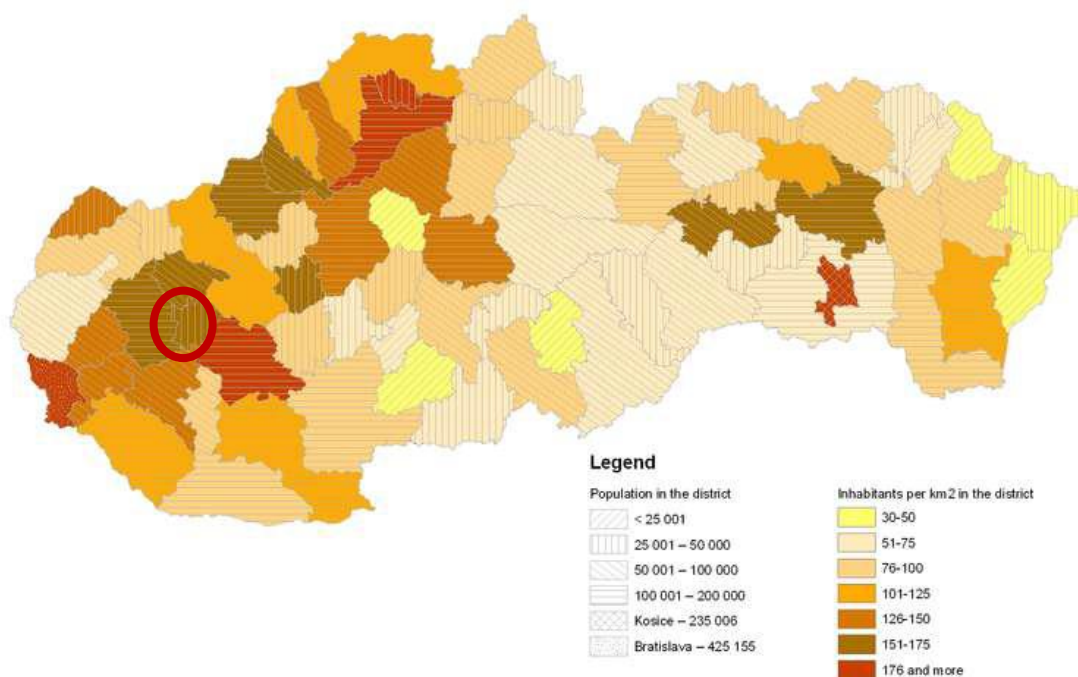 Legend
Population in the district
< 25 001
25 001 – 50 000
50 001 – 100 000
100 001 – 200 000
Kosice – 235 006
Bratislava – 425 155
Inhabitants per km2 in the district
30-50
51-75
76-100
101-125
126-150
151-175
176 and more